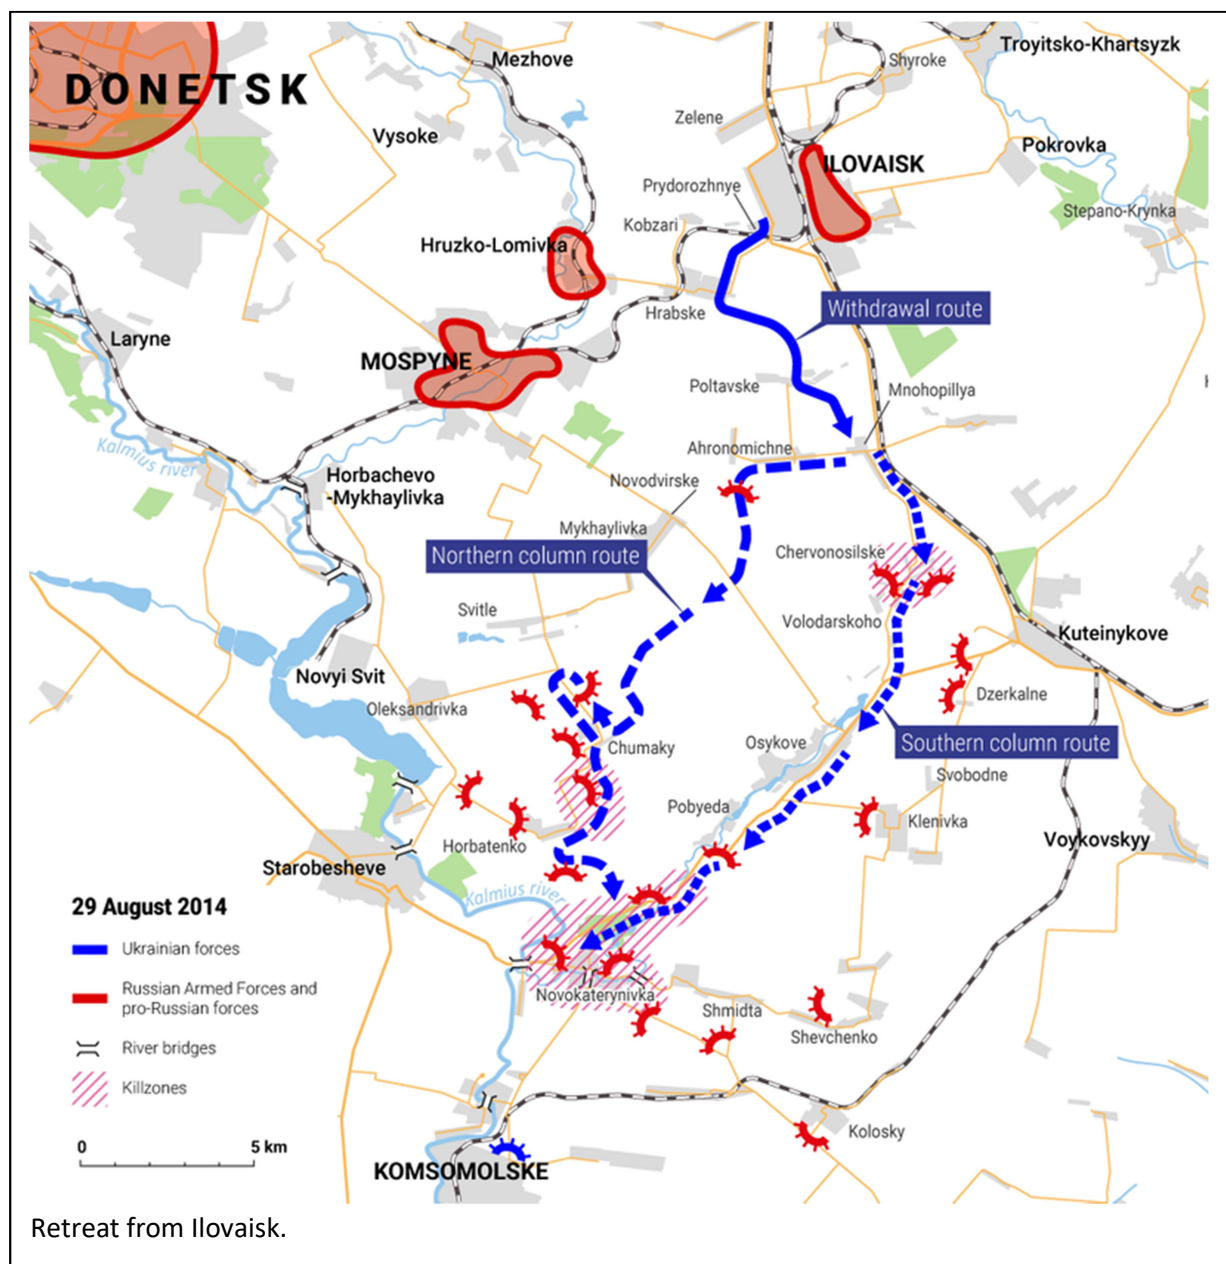 DONETSK
Mezhove
Troyitsko-Khartsyzk
Shyroke
Zelene
Vysoke
Pokrovka
ILOVAISK
Prydorozhnye
Stepano-Krynka
Kobzari
Hruzko-Lomivka
Hrabske
Withdrawal route
Laryne
MOSPYNE
Poltavske
Mnohopillya
Kalmius river
Ahronomichne
Horbachevo
-Mykhaylivka
Novodvirske
Mykhaylivka
Northern column route
Chervonosilske
Svitle
Volodarskoho
Kuteinykove
Novyi Svit
Oleksandrivka
Dzerkalne
Chumaky
Osykove
Southern column route
Svobodne
Pobyeda
Klenivka
Horbatenko
Voykovskyy
Starobesheve
Kalmius river
29 August 2014
Ukrainian forces
Russian Armed Forces and
pro-Russian forces
Novokaterynivka
Shmidta
Shevchenko
River bridges
Killzones
Kolosky
0 5 km
KOMSOMOLSKE
Retreat from Ilovaisk.